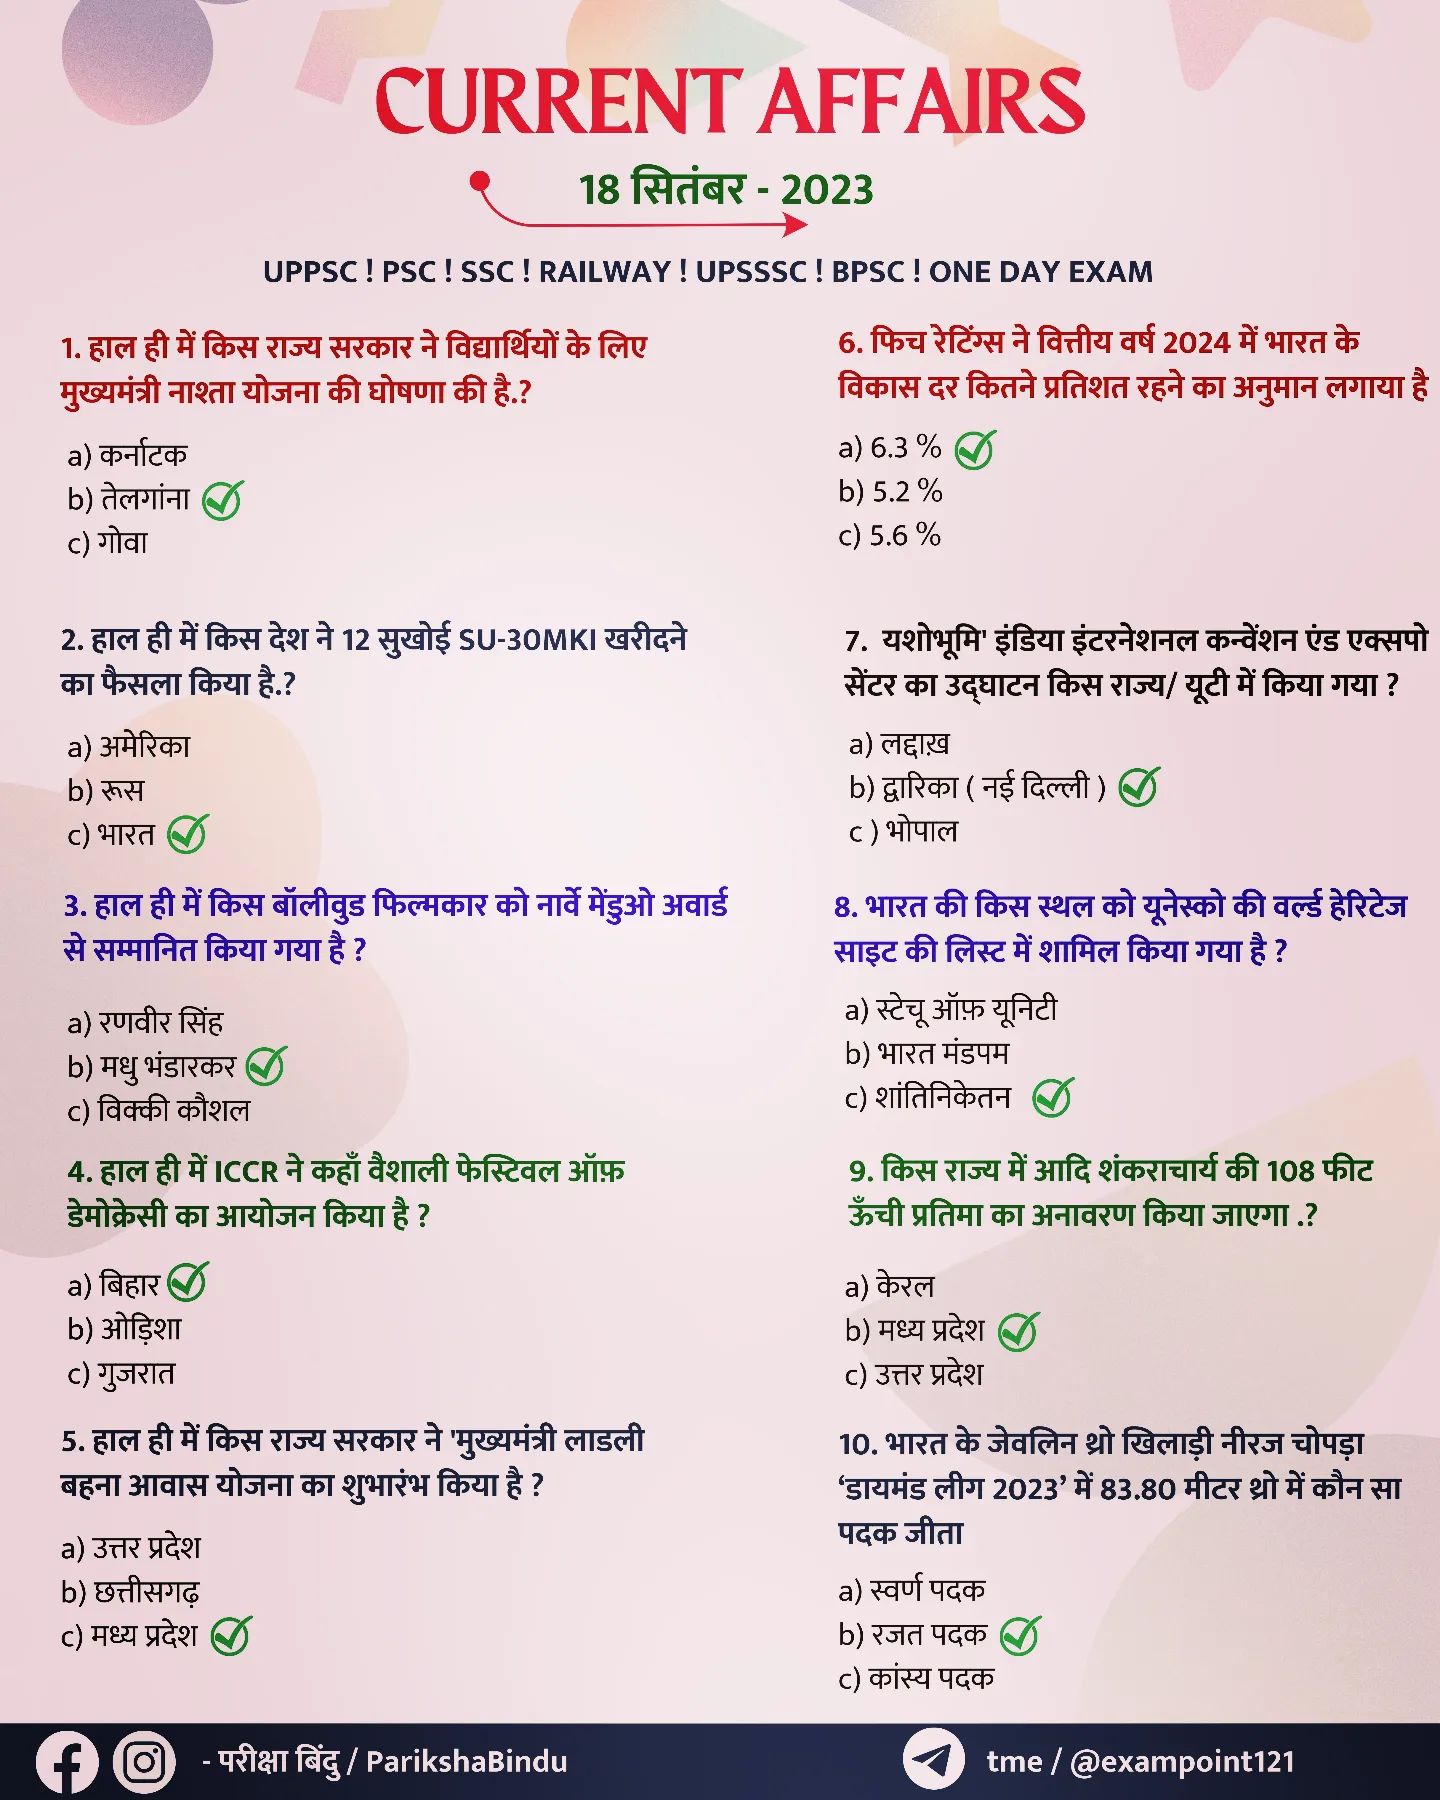 CURRENT AFFAIRS
18 सितंबर - 2023
UPPSC ! PSC ! SSC ! RAILWAY ! UPSSSC ! BPSC ! ONE DAY EXAM
1. हाल ही में किस राज्य सरकार ने विद्यार्थियों के लिए
मुख्यमंत्री नाश्ता योजना की घोषणा की है.?
a) कर्नाटक
b) तेलगांना
c) गोवा
2. हाल ही में किस देश ने 12 सुखोई SU-30MKI खरीदने
का फैसला किया है.?
a) अमेरिका
b) रूस
c) भारत
3. हाल ही में किस बॉलीवुड फिल्मकार को नार्वे मेंडुओ अवार्ड
से सम्मानित किया गया है ?
a) रणवीर सिंह
b) मधु भंडारकर
c) विक्की कौशल
4. हाल ही में ICCR ने कहाँ वैशाली फेस्टिवल ऑफ़
डेमोक्रेसी का आयोजन किया है ?
a) बिहार
b) ओड़िशा
c) गुजरात
5. हाल ही में किस राज्य सरकार ने 'मुख्यमंत्री लाडली
बहना आवास योजना का शुभारंभ किया है ?
a) उत्तर प्रदेश
b) छत्तीसगढ़
c) मध्य प्रदेश
6. फिच रेटिंग्स ने वित्तीय वर्ष 2024 में भारत के
विकास दर कितने प्रतिशत रहने का अनुमान लगाया है
a) 6.3 %
b) 5.2 %
c) 5.6 %
7. यशोभूमि' इंडिया इंटरनेशनल कन्वेंशन एंड एक्सपो
सेंटर का उद्घाटन किस राज्य/ यूटी में किया गया ?
a) लद्दाख़
b) द्वारिका ( नई दिल्ली )
c ) भोपाल
8. भारत की किस स्थल को यूनेस्को की वर्ल्ड हेरिटेज
साइट की लिस्ट में शामिल किया गया है ?
a) स्टेचू ऑफ़ यूनिटी
b) भारत मंडपम
c) शांतिनिकेतन
9. किस राज्य में आदि शंकराचार्य की 108 फीट
ऊँची प्रतिमा का अनावरण किया जाएगा .?
a) केरल
b) मध्य प्रदेश
c) उत्तर प्रदेश
10. भारत के जेवलिन थ्रो खिलाड़ी नीरज चोपड़ा
‘डायमंड लीग 2023’ में 83.80 मीटर थ्रो में कौन सा
पदक जीता
a) स्वर्ण पदक
b) रजत पदक
c) कांस्य पदक
- परीक्षा बिंदु / ParikshaBindu
tme / @exampoint121